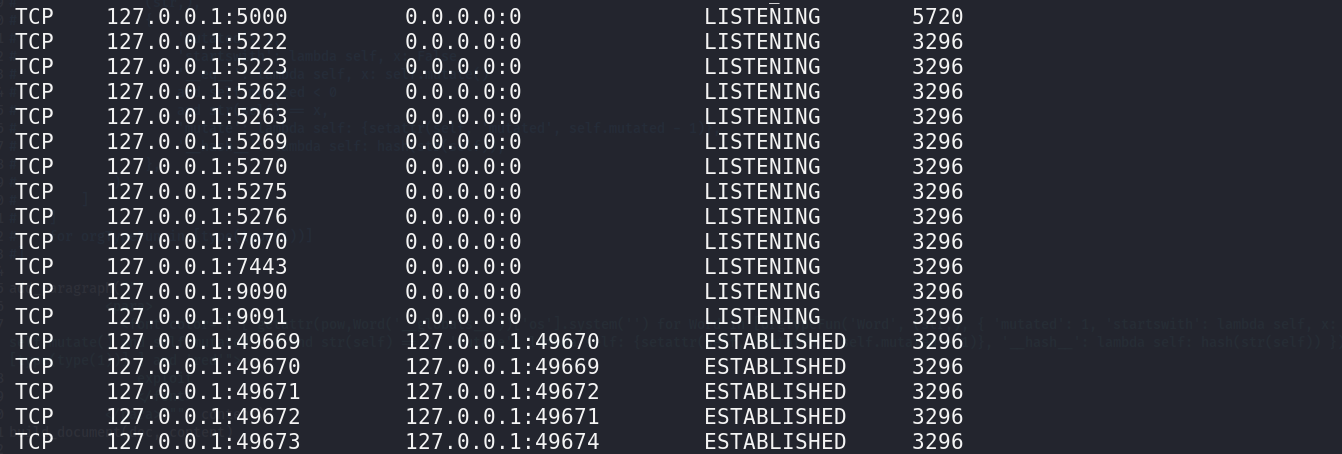 TCP 127.0.0.1:5000 0.0.0.0:0 LISTENING 5720
TCP 127.0.0.1:5222 0.0.0.0:0 LISTENING 3296
TCP 127.0.0.1:5223 0.0.0.0:0 LISTENING 3296
TCP 127.0.0.1:5262 0.0.0.0:0 LISTENING 3296
TCP 127.0.0.1:5263 0.0.0.0:0 LISTENING 3296
TCP 127.0.0.1:5269 0.0.0.0:0 LISTENING 3296
TCP 127.0.0.1:5270 0.0.0.0:0 LISTENING 3296
TCP 127.0.0.1:5275 0.0.0.0:0 LISTENING 3296
TCP 127.0.0.1:5276 0.0.0.0:0 LISTENING 3296
TCP 127.0.0.1:7070 0.0.0.0:0 LISTENING 3296
TCP 127.0.0.1:7443 0.0.0.0:0 LISTENING 3296
TCP 127.0.0.1:9090 0.0.0.0:0 LISTENING 3296
TCP 127.0.0.1:9091 0.0.0.0:0 LISTENING 3296
TCP 127.0.0.1:49669 127.0.0.1:49670 ESTABLISHED 3296
TCP 127.0.0.1:49670 127.0.0.1:49669 ESTABLISHED 3296
TCP 127.0.0.1:49671 127.0.0.1:49672 ESTABLISHED 3296
TCP 127.0.0.1:49672 127.0.0.1:49671 ESTABLISHED 3296
TCP 127.0.0.1:49673 127.0.0.1:49674 ESTABLISHED 3296